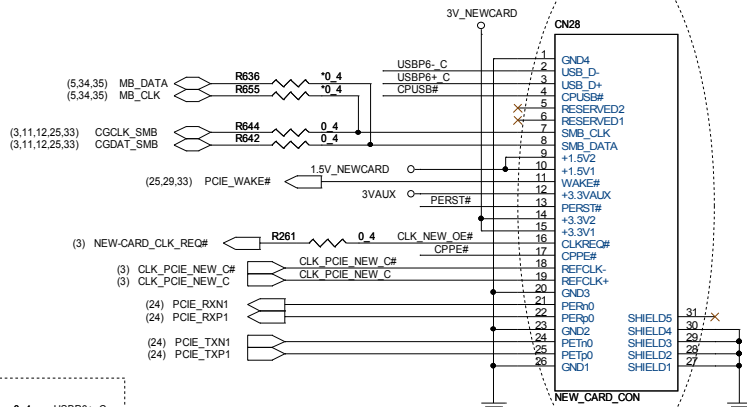 3V_NEWCARD
CN28
1 GND4
USBP6-_C 2 USB_D-
USBP6+_C 3 USB_D+
CPUSB# 4 CPUSB#
(5,34,35) MB_DATA R636 *0_4
(5,34,35) MB_CLK R655 *0_4
5 RESERVED2
6 RESERVED1
(3,11,12,25,33) CGCLK_SMB R644 0_4 7 SMB_CLK
(3,11,12,25,33) CGDAT_SMB R642 0_4 8 SMB_DATA
9 +1.5V2
1.5V_NEWCARD 10 +1.5V1
(25,29,33) PCIE_WAKE# 11 WAKE#
3VAUX 12 +3.3VAUX
PERST# 13 PERST#
14 +3.3V2
15 +3.3V1
(3) NEW-CARD_CLK_REQ# R261 0_4 CLK_NEW_OE# 16 CLKREQ#
CPPE# 17 CPPE#
(3) CLK_PCIE_NEW_C# CLK_PCIE_NEW_C# 18 REFCLK-
(3) CLK_PCIE_NEW_C CLK_PCIE_NEW_C 19 REFCLK+
20 GND3
(24) PCIE_RXN1 21 PERn0
(24) PCIE_RXP1 22 PERp0 SHIELD5 31
23 GND2 SHIELD4 30
(24) PCIE_TXN1 24 PETn0 SHIELD3 29
(24) PCIE_TXP1 25 PETp0 SHIELD2 28
26 GND1 SHIELD1 27
NEW_CARD_CON